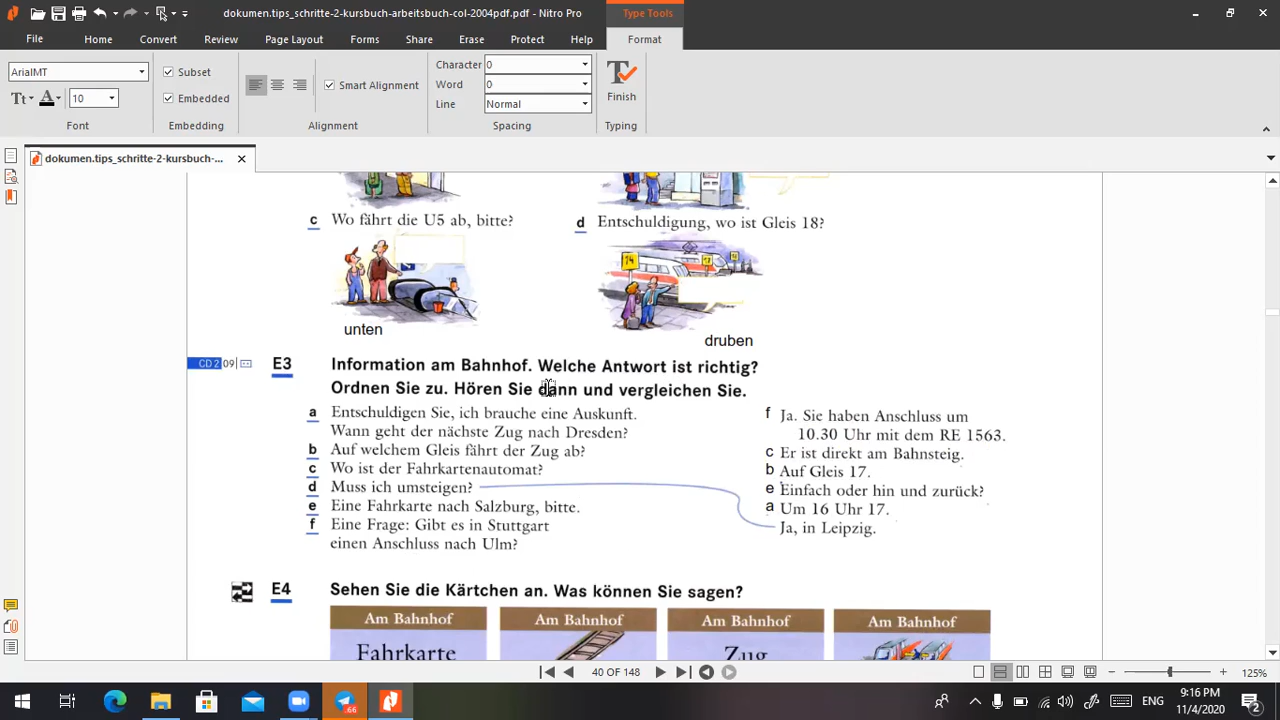 dokumen.tips_schritte-2-kursbuch-arbeitsbuch-col-2004pdf.pdf - Nitro Pro
Type Tools
File
Home
Convert
Review
Page Layout
Forms
Share
Erase
Protect
Help
Format
ArialMT
Subset
Character 0
Smart Alignment
Word 0
Tt A 10
Embedded
Line Normal
Finish
Font
Embedding
Alignment
Spacing
Typing
dokumen.tips_schritte-2-kursbuch-...
c Wo fährt die U5 ab, bitte?
d Entschuldigung, wo ist Gleis 18?
14
13
unten
druben
CD2 09
E3 Information am Bahnhof. Welche Antwort ist richtig?
Ordnen Sie zu. Hören Sie dann und vergleichen Sie.
a Entschuldigen Sie, ich brauche eine Auskunft.
Wann geht der nächste Zug nach Dresden?
b Auf welchem Gleis fährt der Zug ab?
c Wo ist der Fahrkartenautomat?
d Muss ich umsteigen?
e Eine Fahrkarte nach Salzburg, bitte.
f Eine Frage: Gibt es in Stuttgart
einen Anschluss nach Ulm?
f Ja. Sie haben Anschluss um
10.30 Uhr mit dem RE 1563.
c Er ist direkt am Bahnsteig.
b Auf Gleis 17.
e Einfach oder hin und zurück?
a Um 16 Uhr 17.
Ja, in Leipzig.
E4 Sehen Sie die Kärtchen an. Was können Sie sagen?
Am Bahnhof
Am Bahnhof
Am Bahnhof
Am Bahnhof
Fahrkarte
Zug
40 OF 148
125%
66
ENG
9:16 PM
11/4/2020
2